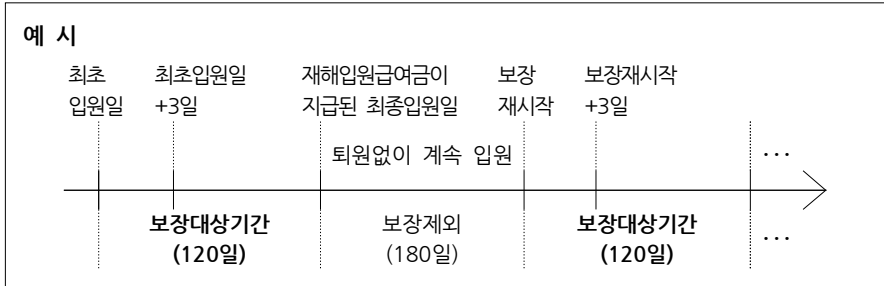 예 시
최초 최초입원일 재해입원급여금이 보장 보장재시작
입원일 +3일 지급된 최종입원일 재시작 +3일
퇴원없이 계속 입원 ...
보장대상기간 보장제외 보장대상기간
(120일) (180일) (120일) ...